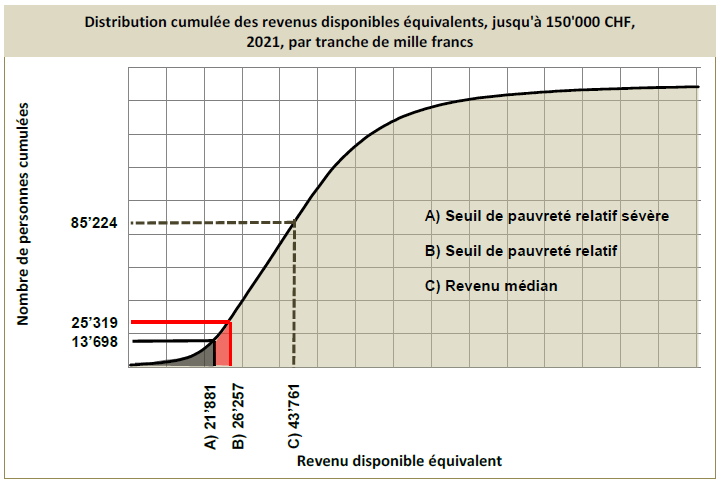 Distribution cumulée des revenus disponibles équivalents, jusqu'à 150'000 CHF,
2021, par tranche de mille francs
Nombre de personnes cumulées
85’224
25’319
13’698
A) Seuil de pauvreté relatif sévère
B) Seuil de pauvreté relatif
C) Revenu médian
A) 21’881
B) 26’257
C) 43’761
Revenu disponible équivalent